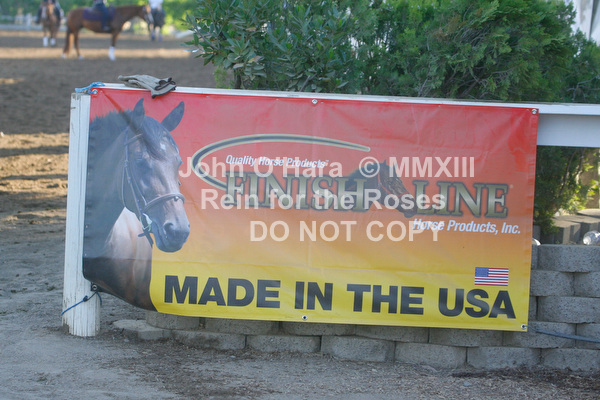 Quality Horse Products™
FINISH LINE
Horse Products, Inc.
MADE IN THE USA
John O'Hara © MMXIII
Rein for the Roses
DO NOT COPY